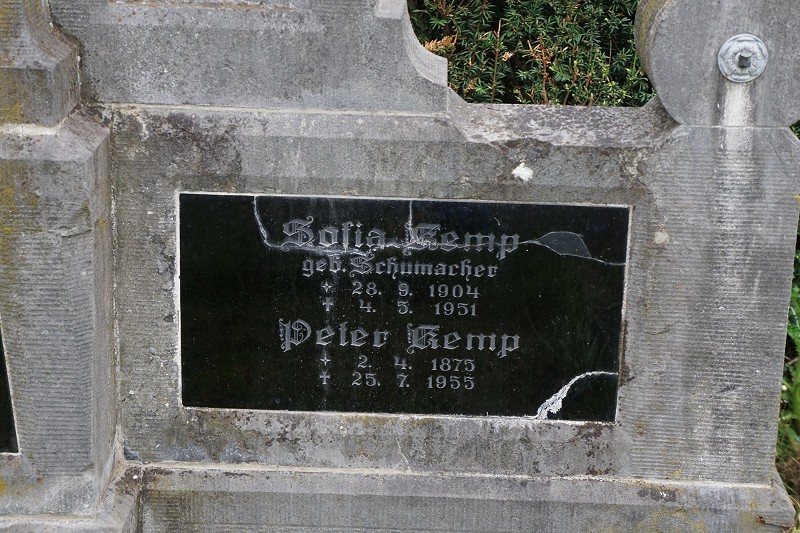 Sofia Kemp
geb. Schumacher
✧ 28. 9. 1904
✝ 4. 5. 1951
Peter Kemp
✧ 2. 4. 1875
✝ 25. 7. 1955